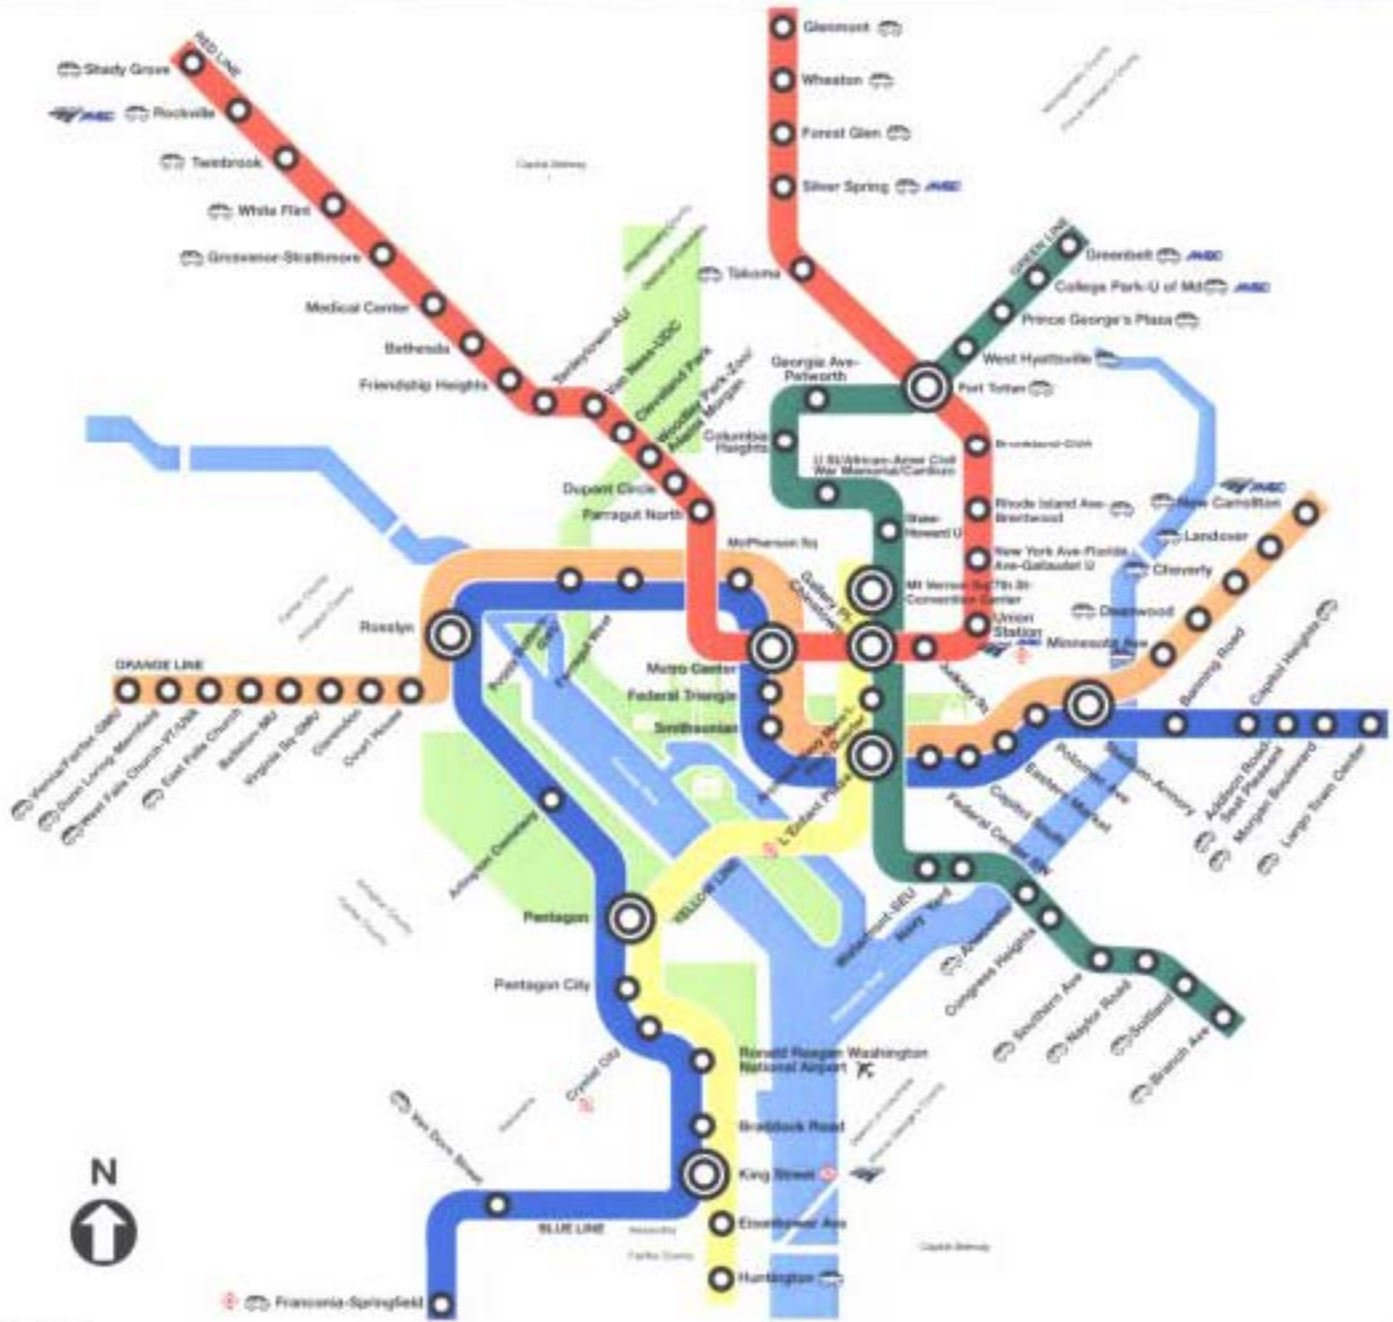 RED LINE
Shady Grove
Rockville
Twinbrook
White Flint
Grosvenor-Strathmore
Medical Center
Bethesda
Friendship Heights
Tenleytown-AU
Van Ness-UDC
Cleveland Park
Woodley Park-Zoo/
Adams Morgan
Dupont Circle
Farragut North
Glenmont
Wheaton
Forest Glen
Silver Spring
Takoma
Capital Beltway
GREEN LINE
Greenbelt
College Park-U of Md
Prince George's Plaza
West Hyattsville
Fort Totten
Georgia Ave-
Petworth
Columbia
Heights
U St/African-Amer Civil
War Memorial/Cardozo
Shaw-
Howard U
Brookland-CUA
Rhode Island Ave-
Brentwood
New York Ave-Florida
Ave-Gallaudet U
Mt Vernon Sq/7th St-
Convention Center
Union
Station
Judiciary Sq
New Carrollton
Landover
Cheverly
Deanwood
Minnesota Ave
Benning Road
Capitol Heights
McPherson Sq
Gallery Pl-
Chinatown
Metro Center
Federal Triangle
Smithsonian
Farragut West
Rosslyn
ORANGE LINE
Vienna/Fairfax-GMU
Dunn Loring-Merrifield
West Falls Church-VT/UVA
East Falls Church
Ballston-MU
Virginia Sq-GMU
Clarendon
Court House
L'Enfant Plaza
Federal Center SW
Capitol South
Eastern Market
Potomac Ave
Stadium-Armory
Addison Road-
Seat Pleasant
Morgan Boulevard
Largo Town Center
Arlington Cemetery
Pentagon
YELLOW LINE
Pentagon City
Crystal City
Ronald Reagan Washington
National Airport
Braddock Road
King Street
Eisenhower Ave
Huntington
Van Dorn Street
BLUE LINE
Franconia-Springfield
Waterfront-SEU
Navy Yard
Anacostia
Congress Heights
Southern Ave
Naylor Road
Suitland
Branch Ave
Capital Beltway
N